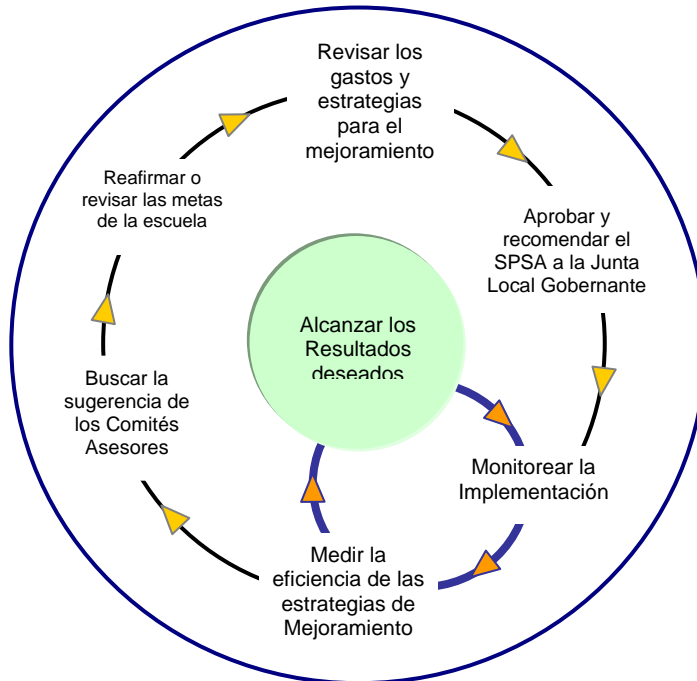 Revisar los
gastos y
estrategias
para el
mejoramiento
Aprobar y
recomendar el
SPSA a la Junta
Local Gobernante
Monitorear la
Implementación
Medir la
eficiencia de las
estrategias de
Mejoramiento
Buscar la
sugerencia de
los Comités
Asesores
Reafirmar o
revisar las metas
de la escuela
Alcanzar los
Resultados
deseados